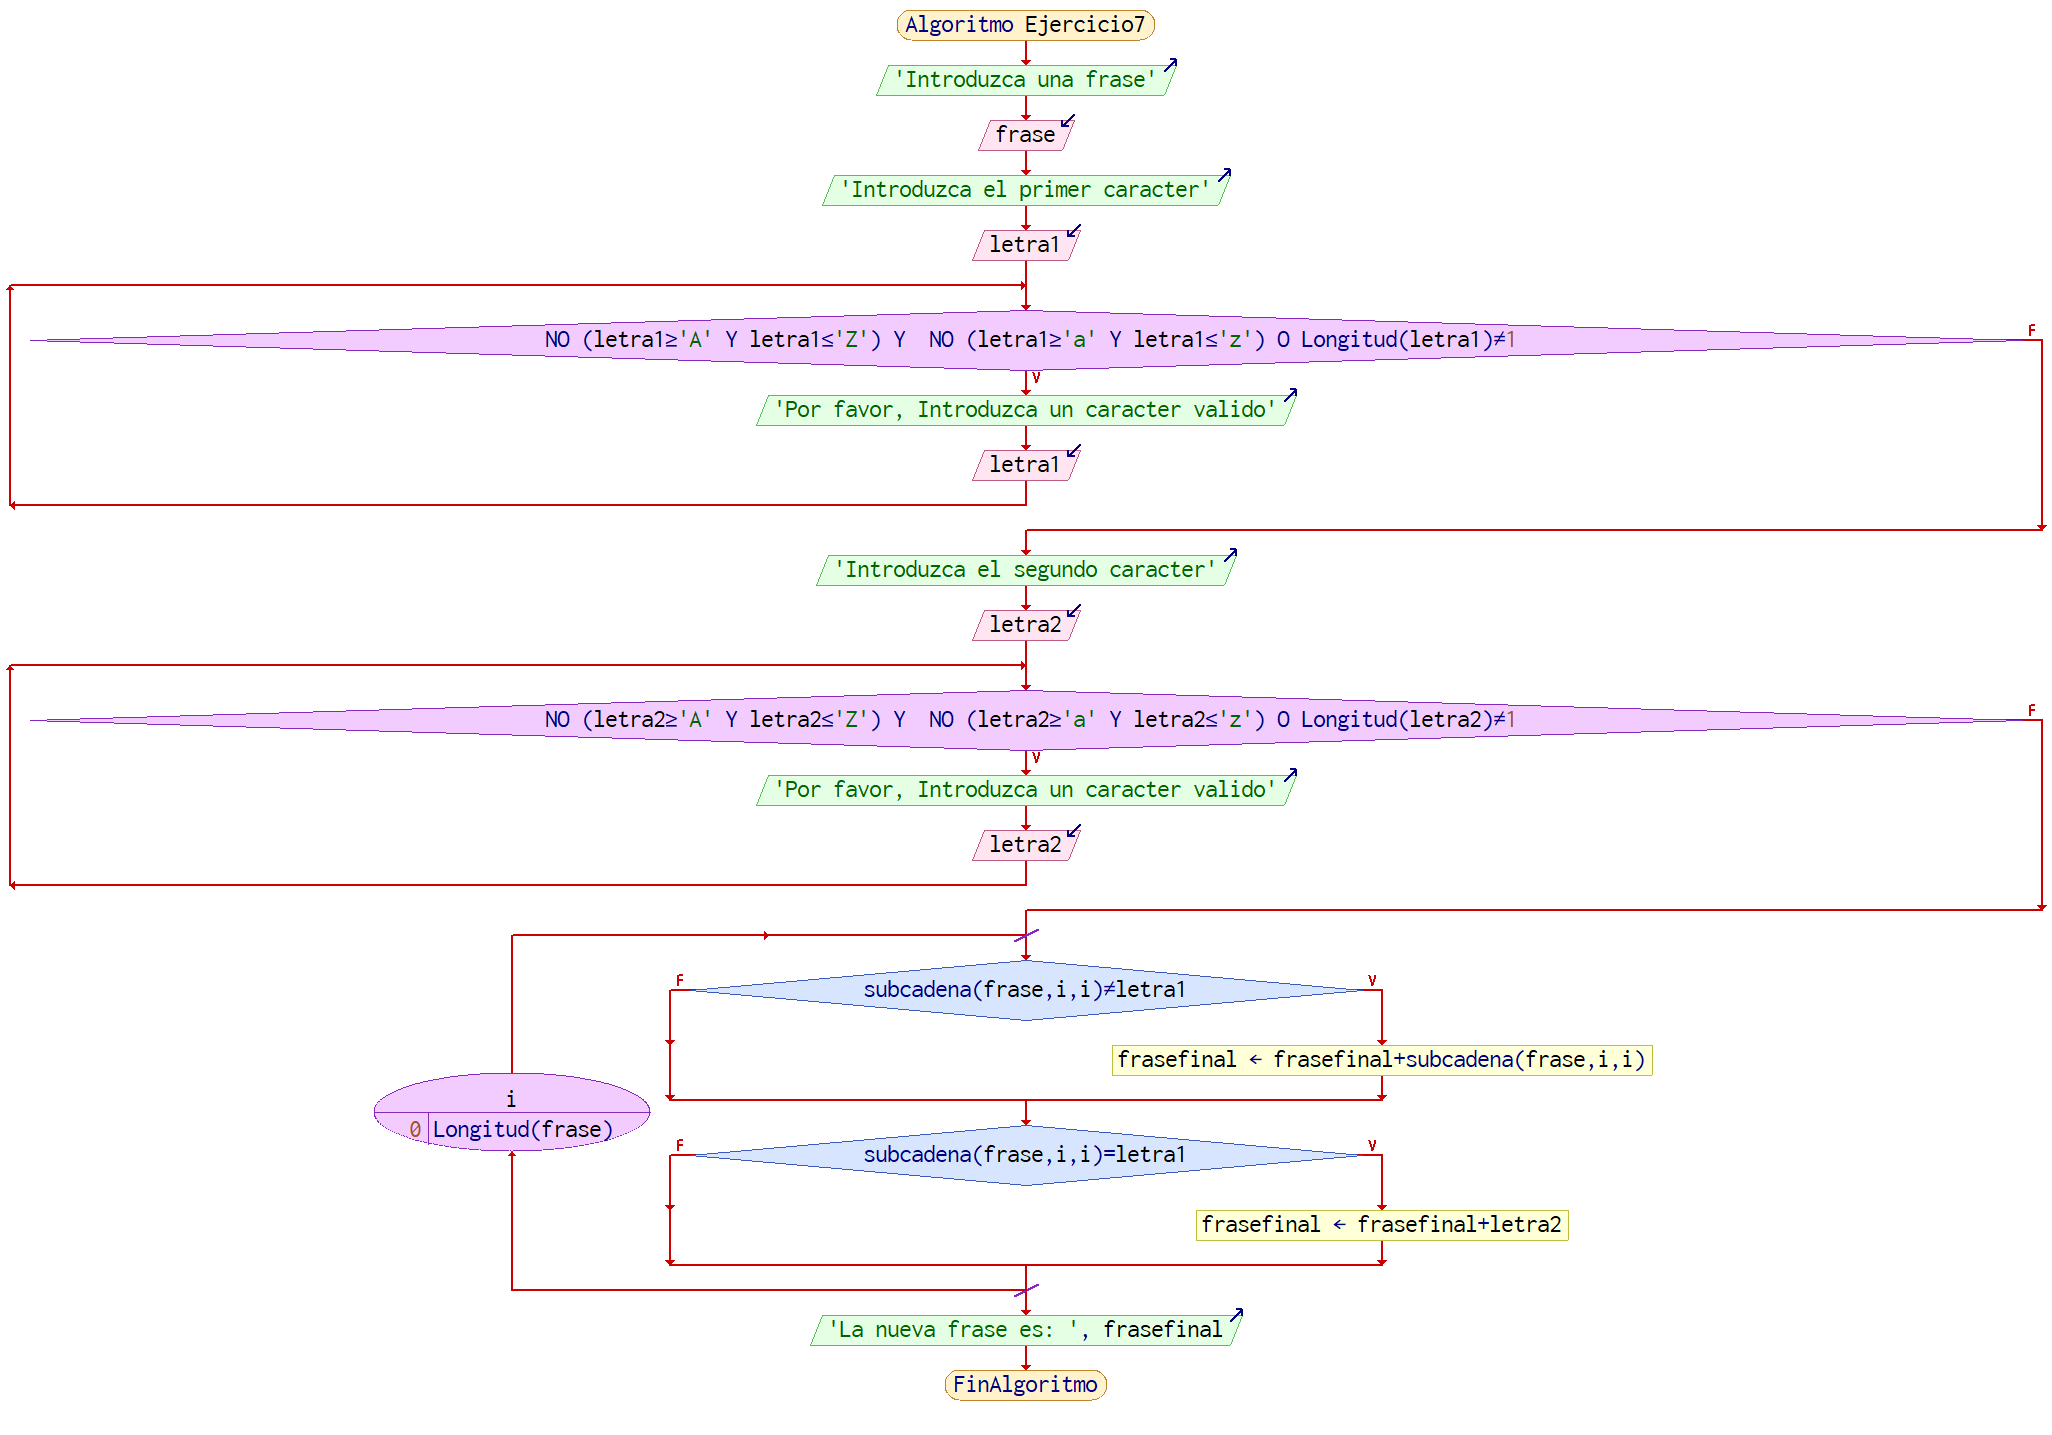 Algoritmo Ejercicio7
'Introduzca una frase'
frase
'Introduzca el primer caracter'
letra1
NO (letra1≥'A' Y letra1≤'Z') Y  NO (letra1≥'a' Y letra1≤'z') O Longitud(letra1)≠1
F
V
'Por favor, Introduzca un caracter valido'
letra1
'Introduzca el segundo caracter'
letra2
NO (letra2≥'A' Y letra2≤'Z') Y  NO (letra2≥'a' Y letra2≤'z') O Longitud(letra2)≠1
F
V
'Por favor, Introduzca un caracter valido'
letra2
F
V
subcadena(frase,i,i)≠letra1
frasefinal ← frasefinal+subcadena(frase,i,i)
i
0 Longitud(frase)
F
V
subcadena(frase,i,i)=letra1
frasefinal ← frasefinal+letra2
'La nueva frase es: ', frasefinal
FinAlgoritmo